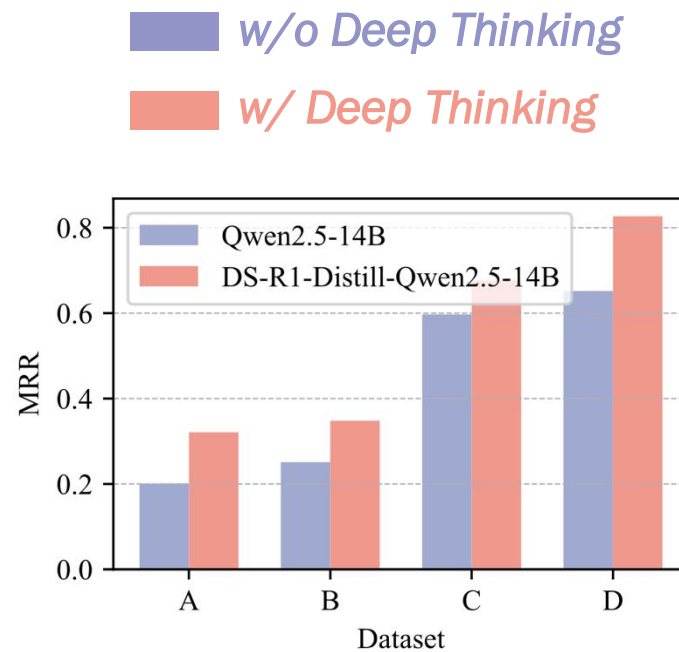 w/o Deep Thinking
w/ Deep Thinking
Qwen2.5-14B
DS-R1-Distill-Qwen2.5-14B
0.8
0.6
0.4
0.2
0.0
MRR
A B C D
Dataset